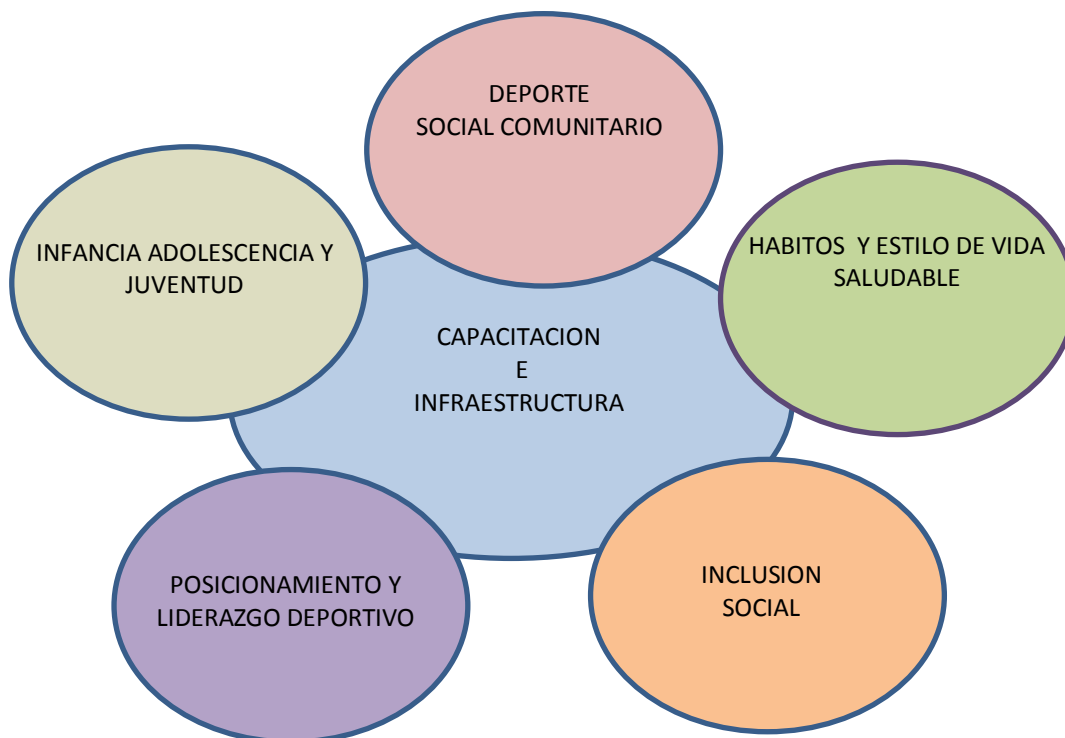 DEPORTE
SOCIAL COMUNITARIO
INFANCIA ADOLESCENCIA Y
JUVENTUD
HABITOS  Y ESTILO DE VIDA
SALUDABLE
CAPACITACION
E
INFRAESTRUCTURA
POSICIONAMIENTO Y
LIDERAZGO DEPORTIVO
INCLUSION
SOCIAL